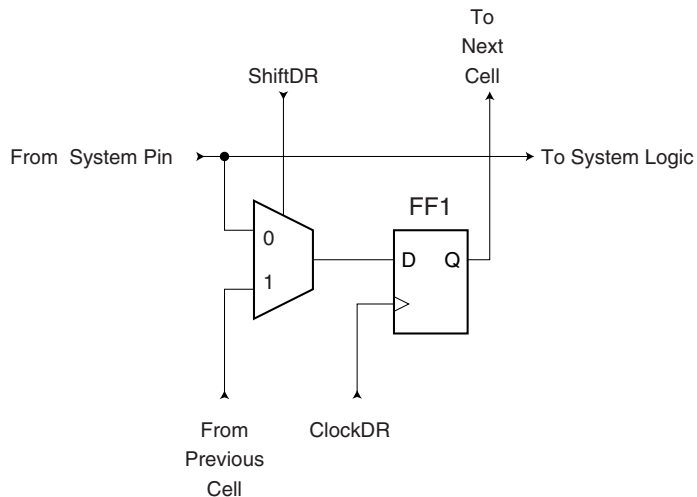 To
Next
Cell
ShiftDR
From System Pin
To System Logic
FF1
0
D Q
1
From
Previous
Cell
ClockDR